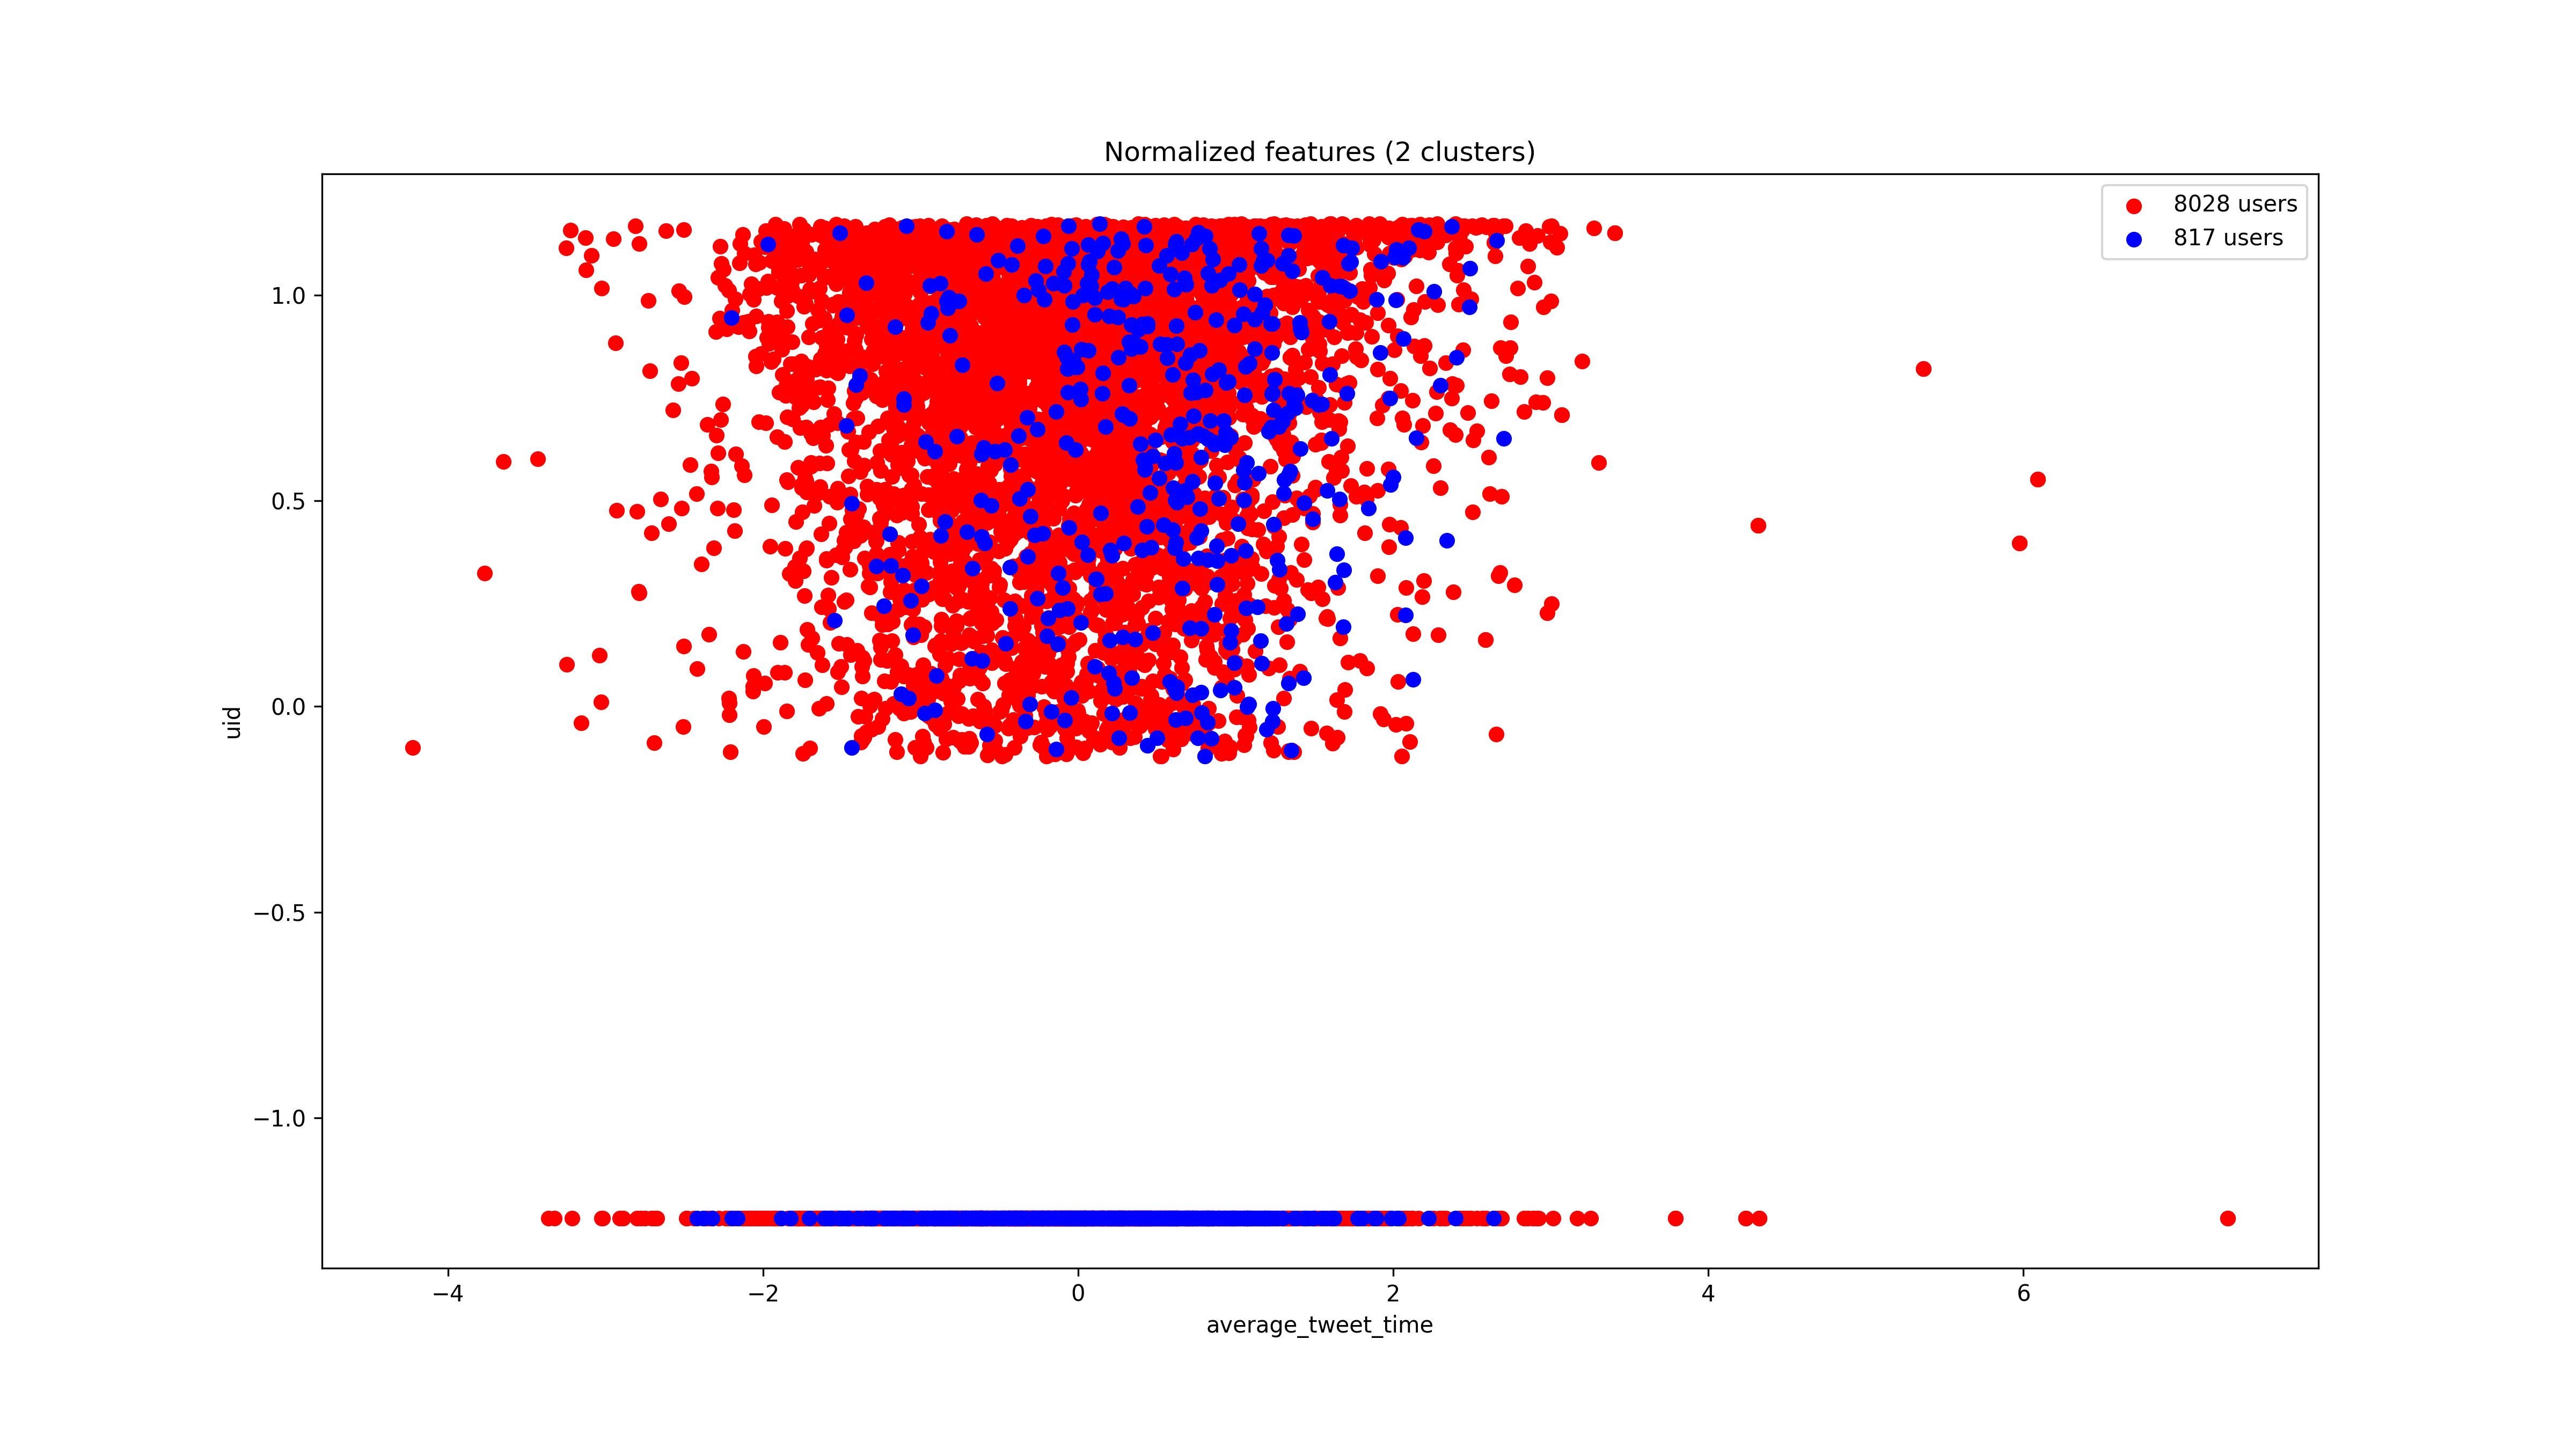 Normalized features (2 clusters)
8028 users
817 users
1.0
0.5
0.0
−0.5
−1.0
uid
−4
−2
0
2
4
6
average_tweet_time